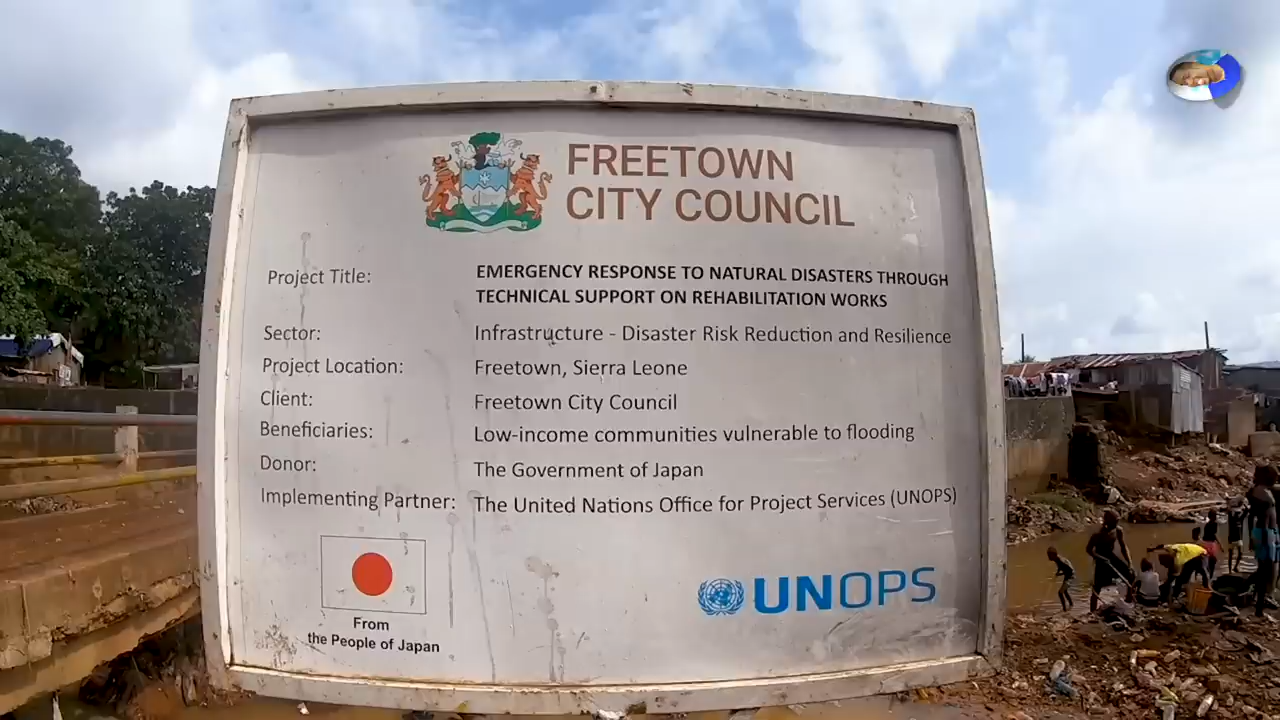 FREETOWN
CITY COUNCIL
Project Title: EMERGENCY RESPONSE TO NATURAL DISASTERS THROUGH
TECHNICAL SUPPORT ON REHABILITATION WORKS
Sector: Infrastructure - Disaster Risk Reduction and Resilience
Project Location: Freetown, Sierra Leone
Client: Freetown City Council
Beneficiaries: Low-income communities vulnerable to flooding
Donor: The Government of Japan
Implementing Partner: The United Nations Office for Project Services (UNOPS)
From
the People of Japan
UNOPS